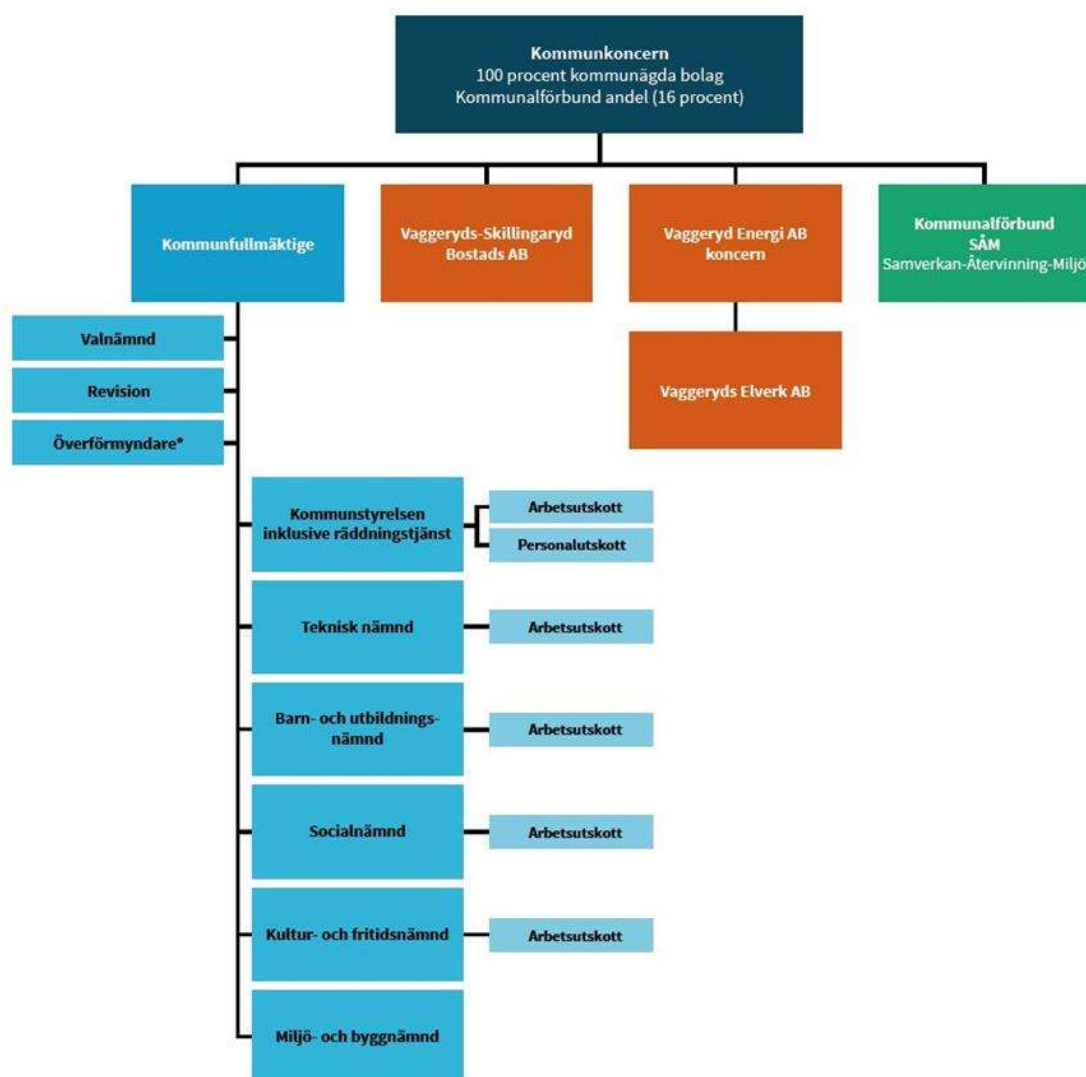 Kommunkoncern
100 procent kommunägda bolag
Kommunalförbund andel (16 procent)
Kommunfullmäktige
Vaggeryds-Skillingaryd
Bostads AB
Vaggeryd Energi AB
koncern
Kommunalförbund
SÅM
Samverkan-Återvinning-Miljö
Vaggeryds Elverk AB
Valnämnd
Revision
Överförmyndare*
Kommunstyrelsen
inklusive räddningstjänst
Arbetsutskott
Personalutskott
Teknisk nämnd
Arbetsutskott
Barn- och utbildnings-
nämnd
Arbetsutskott
Socialnämnd
Arbetsutskott
Kultur- och fritidsnämnd
Arbetsutskott
Miljö- och byggnämnd